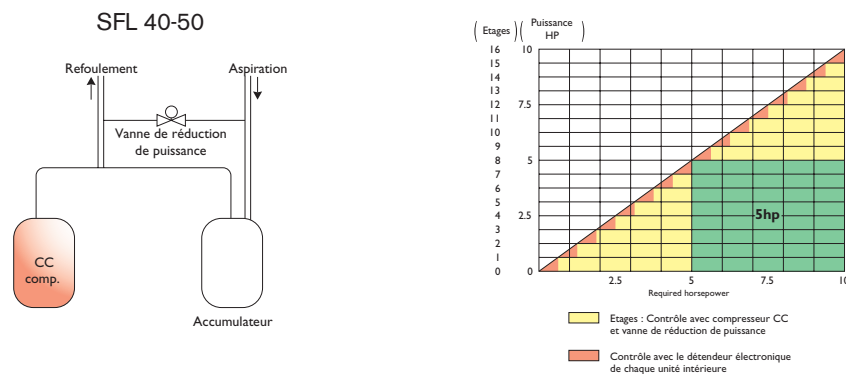 SFL 40-50
Refoulement
Aspiration
Vanne de réduction
de puissance
CC
comp.
Accumulateur
( Etages ) ( Puissance
HP )
16 10
15
14
13
12 7.5
11
10
9
8 5
7
6
5
4 2.5
3
2
1
0 0
5hp
2.5 5 7.5 10
Required horsepower
Etages : Contrôle avec compresseur CC
et vanne de réduction de puissance
Contrôle avec le détendeur électronique
de chaque unité intérieure